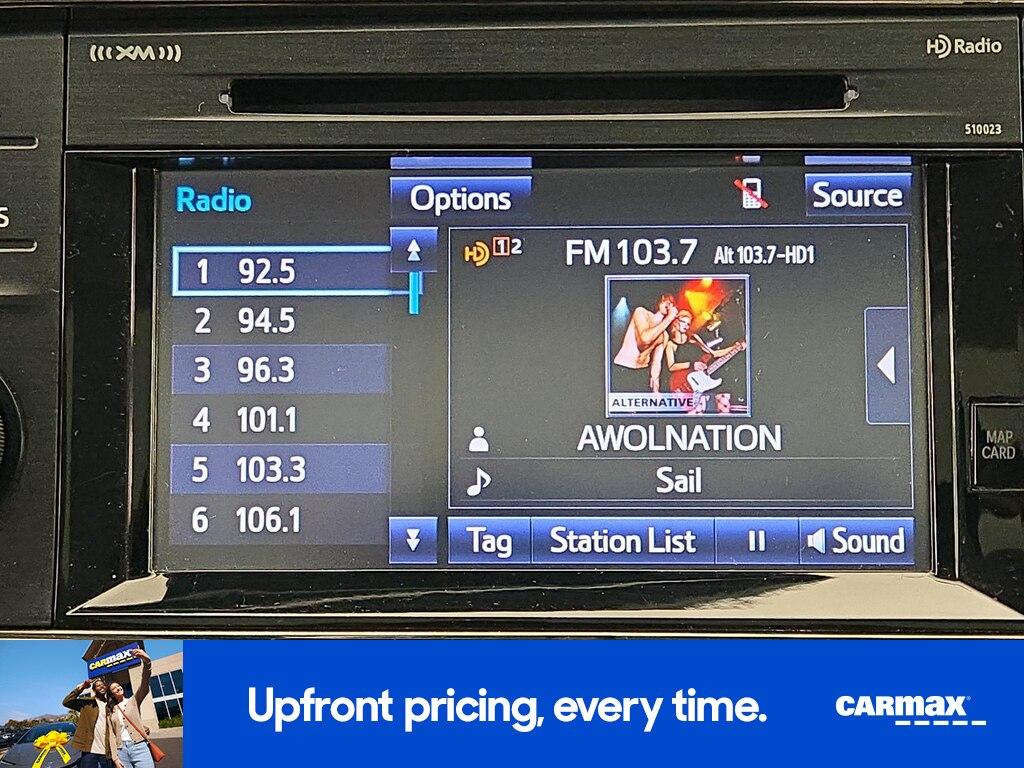 XM
HD Radio
510023
S
Radio
Options
Source
1 92.5
2 94.5
3 96.3
4 101.1
5 103.3
6 106.1
HD 1 2
FM 103.7 Alt 103.7-HD1
ALTERNATIVE
AWOLNATION
Sail
Tag
Station List
Sound
MAP
CARD
CARMAX
Upfront pricing, every time.
CARMAX